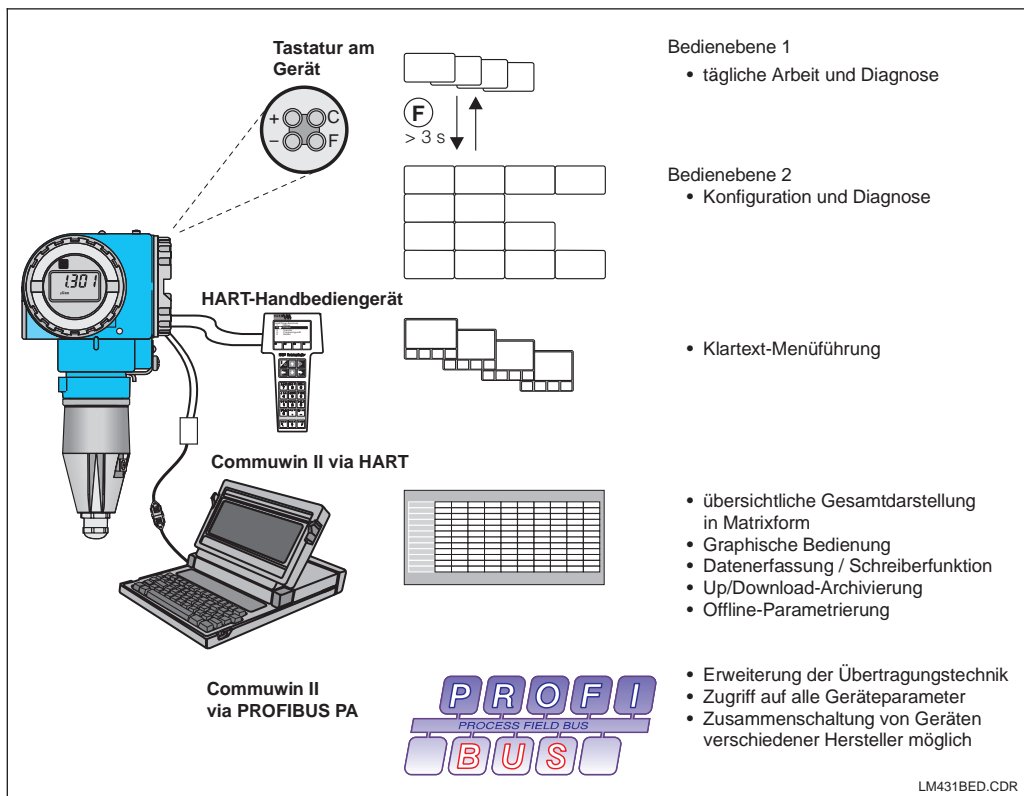 Tastatur am
Gerät
+ C
− F
F
> 3 s
Bedienebene 1
• tägliche Arbeit und Diagnose
Bedienebene 2
• Konfiguration und Diagnose
1.301
HART-Handbediengerät
• Klartext-Menüführung
Commuwin II via HART
• übersichtliche Gesamtdarstellung
in Matrixform
• Graphische Bedienung
• Datenerfassung / Schreiberfunktion
• Up/Download-Archivierung
• Offline-Parametrierung
Commuwin II
via PROFIBUS PA
PROFI
PROCESS FIELD BUS
BUS
• Erweiterung der Übertragungstechnik
• Zugriff auf alle Geräteparameter
• Zusammenschaltung von Geräten
verschiedener Hersteller möglich
LM431BED.CDR